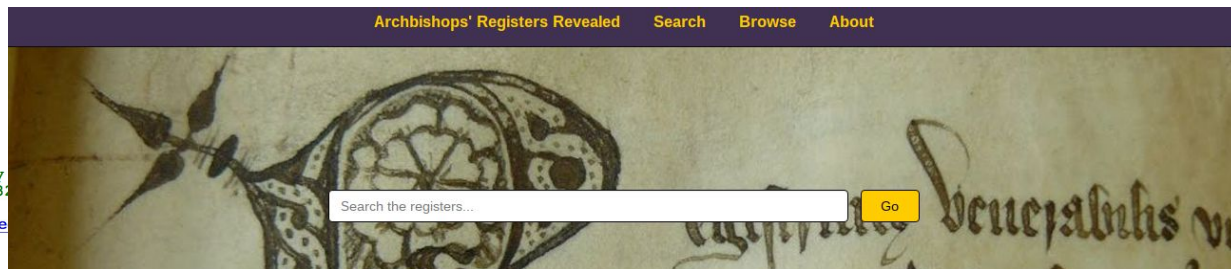 Archbishops' Registers Revealed Search Browse About
Search the registers... Go
venerabilis